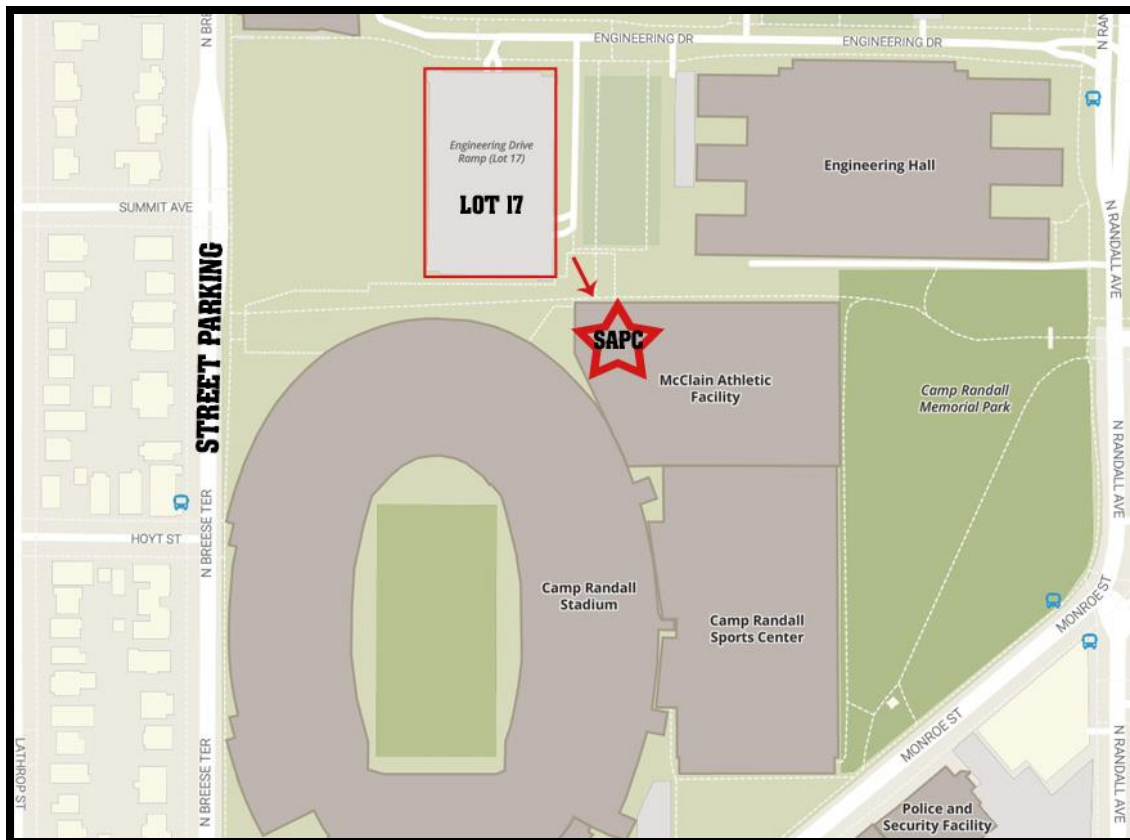 N BRE
ENGINEERING DR
ENGINEERING DR
N RAN
Engineering Drive
Ramp (Lot 17)
LOT 17
Engineering Hall
SUMMIT AVE
N RANDALL AVE
STREET PARKING
SAPC
McClain Athletic
Facility
Camp Randall
Memorial Park
N RANDALL AVE
HOYT ST
N BREESE TER
Camp Randall
Stadium
Camp Randall
Sports Center
MONROE ST
MONROE ST
LATHROP ST
N BREESE TER
N RANDALL AVE
Police and
Security Facility